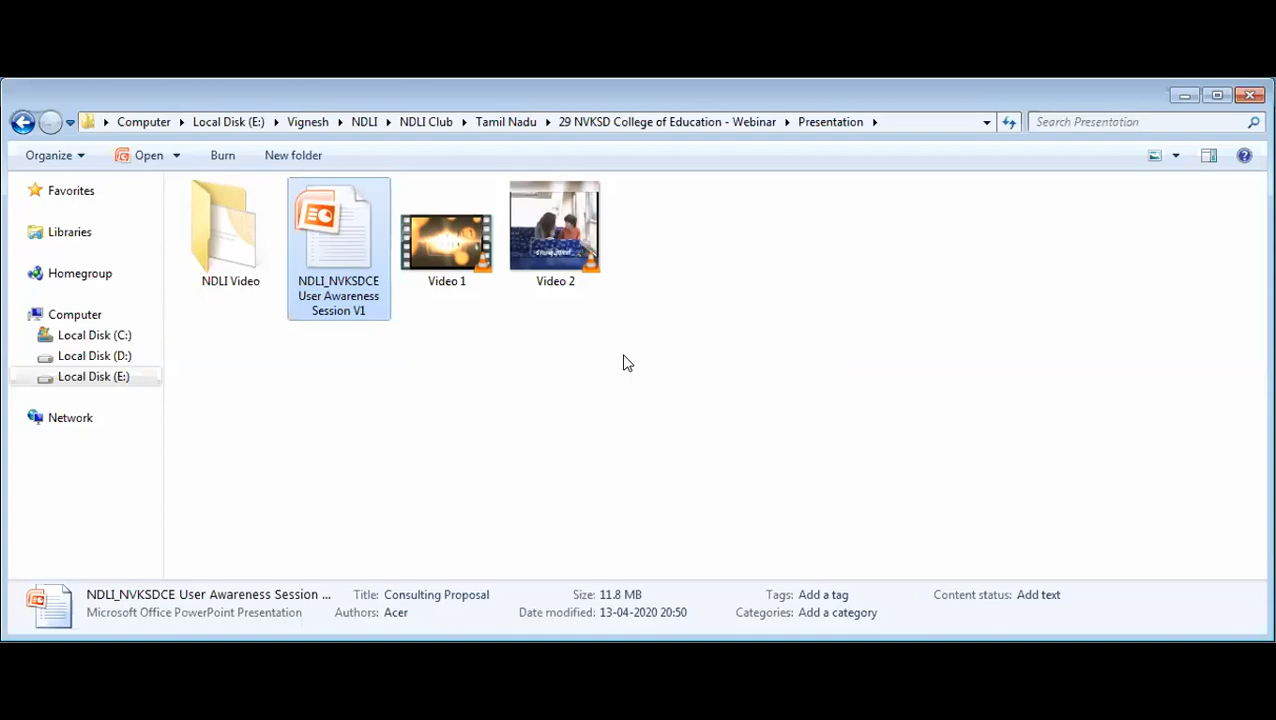 Computer Local Disk (E:) Vignesh NDLI NDLI Club Tamil Nadu 29 NVKSD College of Education - Webinar Presentation Search Presentation
Organize Open Burn New folder
Favorites
Libraries
Homegroup
Computer
Local Disk (C:)
Local Disk (D:)
Local Disk (E:)
Network
NDLI Video
NDLI_NVKSDCE
User Awareness
Session V1
Video 1
Video 2
NDLI_NVKSDCE User Awareness Session ... Title: Consulting Proposal Size: 11.8 MB Tags: Add a tag Content status: Add text
Microsoft Office PowerPoint Presentation Authors: Acer Date modified: 13-04-2020 20:50 Categories: Add a category